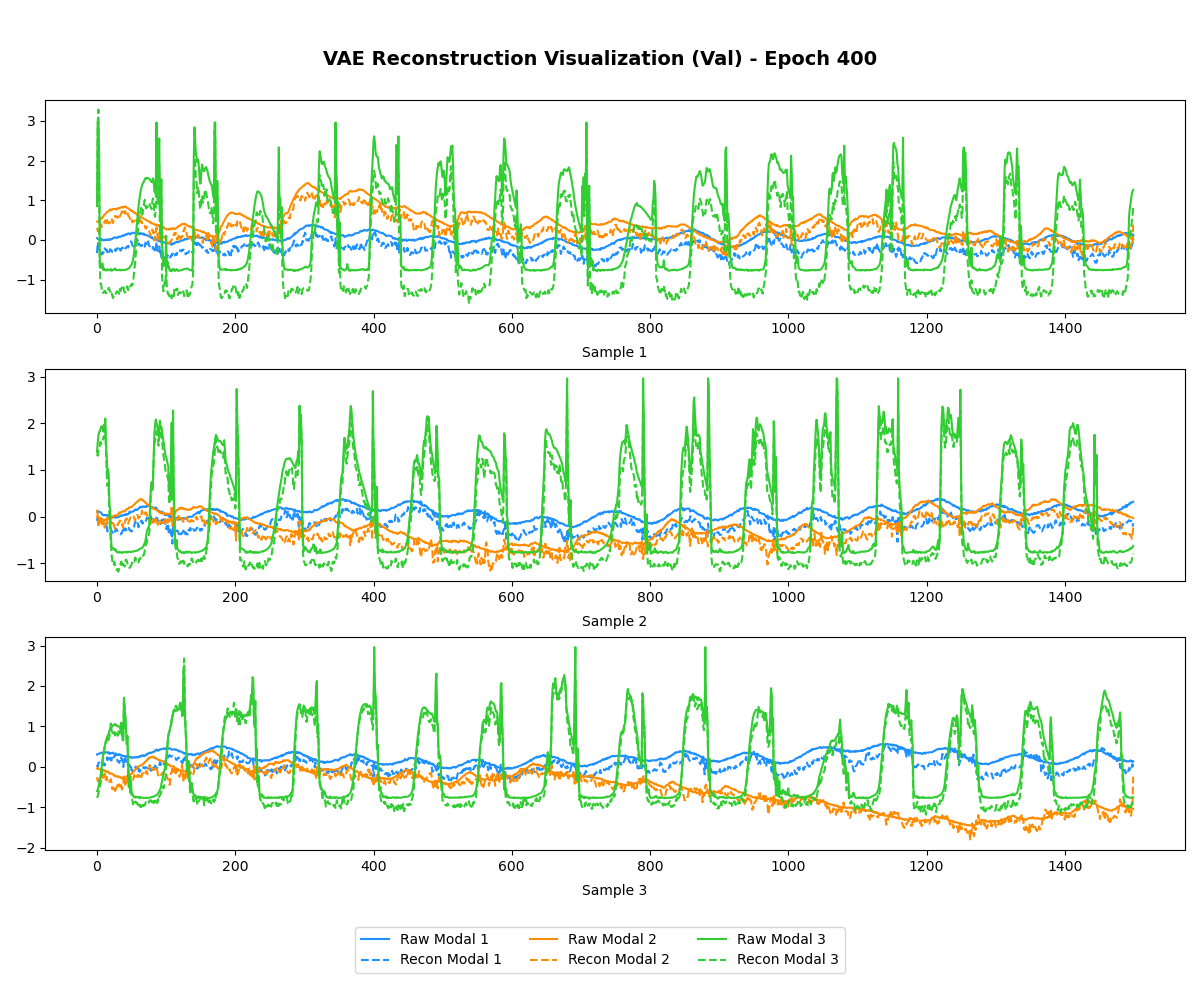 VAE Reconstruction Visualization (Val) - Epoch 400
3
2
1
0
−1
0 200 400 600 800 1000 1200 1400
Sample 1
3
2
1
0
−1
0 200 400 600 800 1000 1200 1400
Sample 2
3
2
1
0
−1
−2
0 200 400 600 800 1000 1200 1400
Sample 3
Raw Modal 1 Raw Modal 2 Raw Modal 3
Recon Modal 1 Recon Modal 2 Recon Modal 3